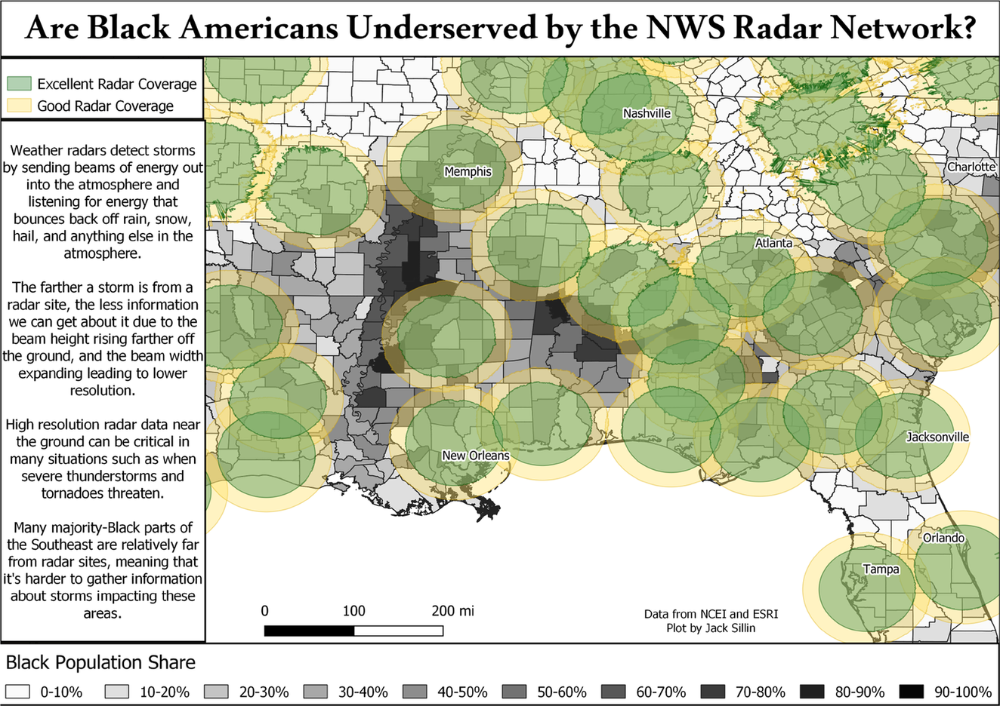 Are Black Americans Underserved by the NWS Radar Network?
Excellent Radar Coverage
Good Radar Coverage
Weather radars detect storms
by sending beams of energy out
into the atmosphere and
listening for energy that
bounces back off rain, snow,
hail, and anything else in the
atmosphere.
The farther a storm is from a
radar site, the less information
we can get about it due to the
beam height rising farther off
the ground, and the beam width
expanding leading to lower
resolution.
High resolution radar data near
the ground can be critical in
many situations such as when
severe thunderstorms and
tornadoes threaten.
Many majority-Black parts of
the Southeast are relatively far
from radar sites, meaning that
it's harder to gather information
about storms impacting these
areas.
Nashville
Memphis
Charlotte
Atlanta
New Orleans
Jacksonville
Orlando
Tampa
0 100 200 mi
Data from NCEI and ESRI
Plot by Jack Sillin
Black Population Share
0-10% 10-20% 20-30% 30-40% 40-50% 50-60% 60-70% 70-80% 80-90% 90-100%